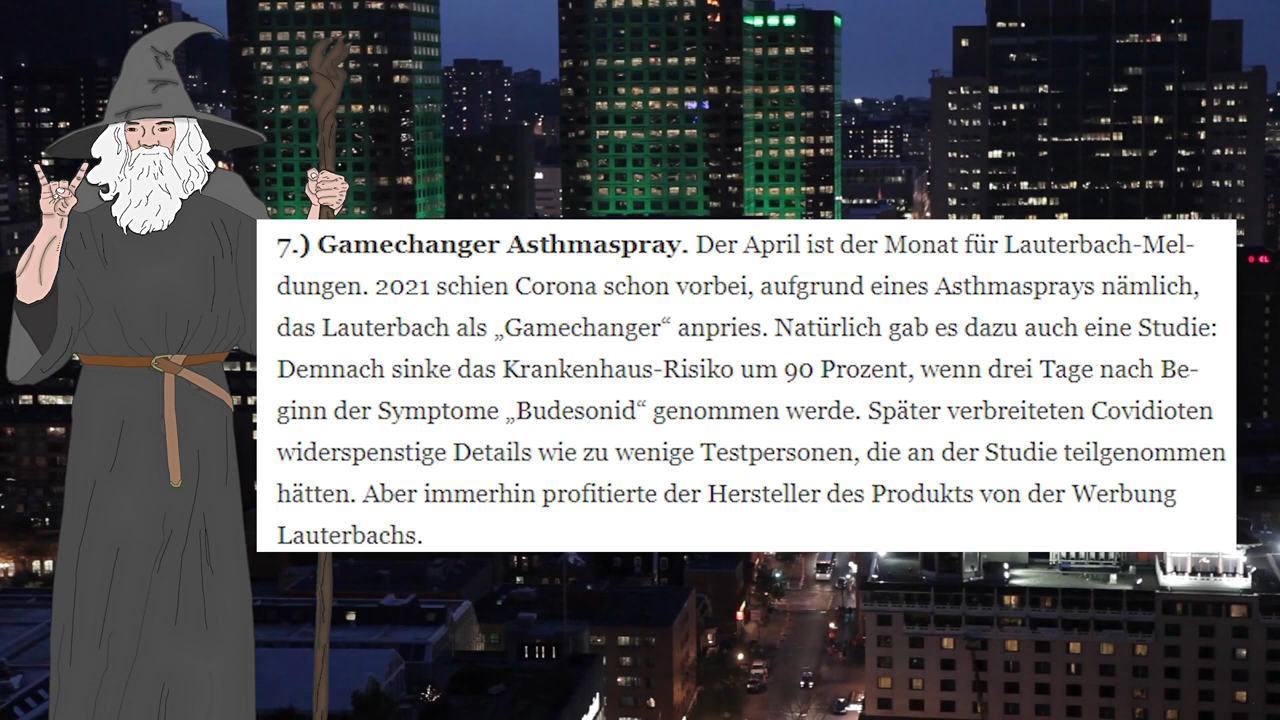 7.) Gamechanger Asthmaspray. Der April ist der Monat für Lauterbach-Mel-
dungen. 2021 schien Corona schon vorbei, aufgrund eines Asthmasprays nämlich,
das Lauterbach als „Gamechanger“ anpries. Natürlich gab es dazu auch eine Studie:
Demnach sinke das Krankenhaus-Risiko um 90 Prozent, wenn drei Tage nach Be-
ginn der Symptome „Budesonid“ genommen werde. Später verbreiteten Covidioten
widerspenstige Details wie zu wenige Testpersonen, die an der Studie teilgenommen
hätten. Aber immerhin profitierte der Hersteller des Produkts von der Werbung
Lauterbachs.